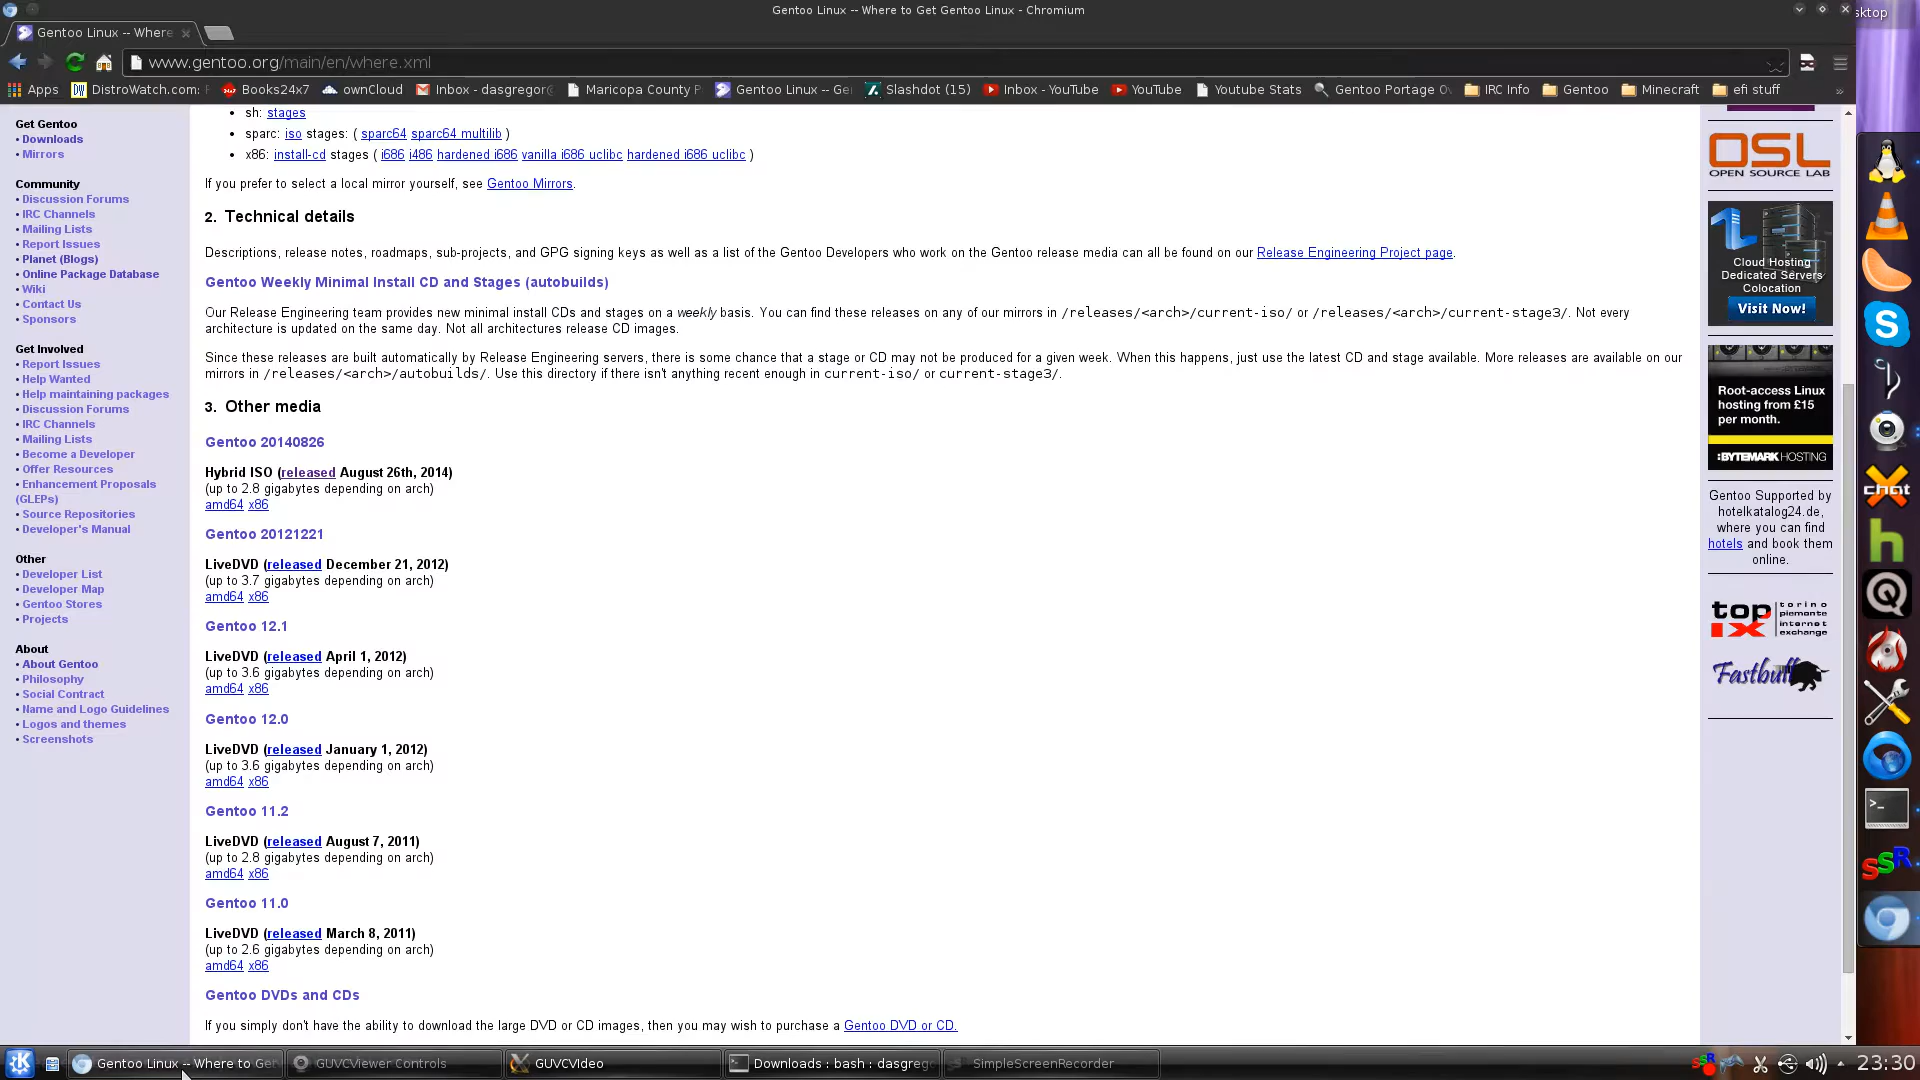 Gentoo Linux -- Where to Get Gentoo Linux - Chromium
sktop
Gentoo Linux -- Where
www.gentoo.org/main/en/where.xml
Apps DistroWatch.com: Books24x7 ownCloud Inbox - dasgregor@ Maricopa County P Gentoo Linux -- Ge Slashdot (15) Inbox - YouTube YouTube Youtube Stats Gentoo Portage Ov IRC Info Gentoo Minecraft efi stuff »
Get Gentoo
• Downloads
• Mirrors
Community
• Discussion Forums
• IRC Channels
• Mailing Lists
• Report Issues
• Planet (Blogs)
• Online Package Database
• Wiki
• Contact Us
• Sponsors
Get Involved
• Report Issues
• Help Wanted
• Help maintaining packages
• Discussion Forums
• IRC Channels
• Mailing Lists
• Become a Developer
• Offer Resources
• Enhancement Proposals
(GLEPs)
• Source Repositories
• Developer's Manual
Other
• Developer List
• Developer Map
• Gentoo Stores
• Projects
About
• About Gentoo
• Philosophy
• Social Contract
• Name and Logo Guidelines
• Logos and themes
• Screenshots
• sh: stages
• sparc: iso stages: ( sparc64 sparc64 multilib )
• x86: install-cd stages ( i686 i486 hardened i686 vanilla i686 uclibc hardened i686 uclibc )
If you prefer to select a local mirror yourself, see Gentoo Mirrors.
2. Technical details
Descriptions, release notes, roadmaps, sub-projects, and GPG signing keys as well as a list of the Gentoo Developers who work on the Gentoo release media can all be found on our Release Engineering Project page.
Gentoo Weekly Minimal Install CD and Stages (autobuilds)
Our Release Engineering team provides new minimal install CDs and stages on a weekly basis. You can find these releases on any of our mirrors in /releases/<arch>/current-iso/ or /releases/<arch>/current-stage3/. Not every
architecture is updated on the same day. Not all architectures release CD images.
Since these releases are built automatically by Release Engineering servers, there is some chance that a stage or CD may not be produced for a given week. When this happens, just use the latest CD and stage available. More releases are available on our
mirrors in /releases/<arch>/autobuilds/. Use this directory if there isn't anything recent enough in current-iso/ or current-stage3/.
3. Other media
Gentoo 20140826
Hybrid ISO (released August 26th, 2014)
(up to 2.8 gigabytes depending on arch)
amd64 x86
Gentoo 20121221
LiveDVD (released December 21, 2012)
(up to 3.7 gigabytes depending on arch)
amd64 x86
Gentoo 12.1
LiveDVD (released April 1, 2012)
(up to 3.6 gigabytes depending on arch)
amd64 x86
Gentoo 12.0
LiveDVD (released January 1, 2012)
(up to 3.6 gigabytes depending on arch)
amd64 x86
Gentoo 11.2
LiveDVD (released August 7, 2011)
(up to 2.8 gigabytes depending on arch)
amd64 x86
Gentoo 11.0
LiveDVD (released March 8, 2011)
(up to 2.6 gigabytes depending on arch)
amd64 x86
Gentoo DVDs and CDs
If you simply don't have the ability to download the large DVD or CD images, then you may wish to purchase a Gentoo DVD or CD.
OSL
OPEN SOURCE LAB
Cloud Hosting
Dedicated Servers
Colocation
Visit Now!
Root-access Linux
hosting from £15
per month.
:BYTEMARK HOSTING
Gentoo Supported by
hotelkatalog24.de,
where you can find
hotels and book them
online.
top ix
torino
piemonte
internet
exchange
Fastbull
X chat
SSR
Gentoo Linux -- Where to Gen GUVCViewer Controls GUVCVideo Downloads : bash : dasgrego SimpleScreenRecorder 23:30